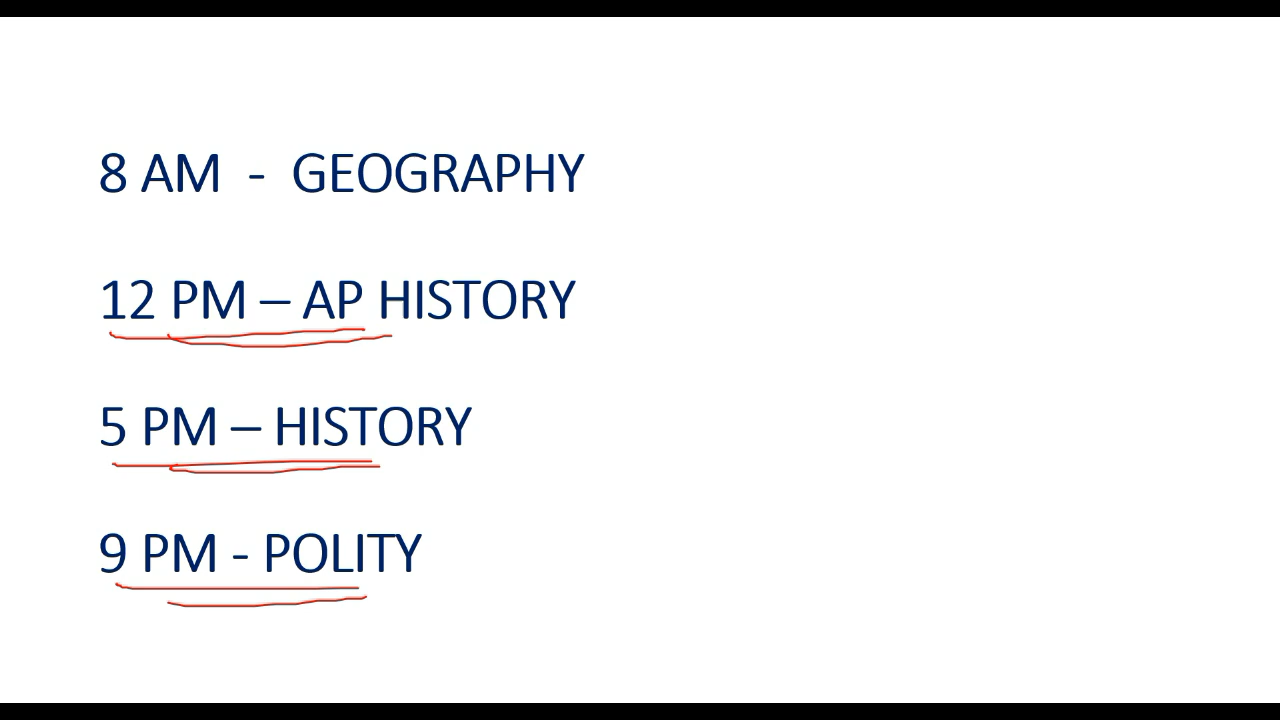 8 AM - GEOGRAPHY
12 PM – AP HISTORY
5 PM – HISTORY
9 PM - POLITY